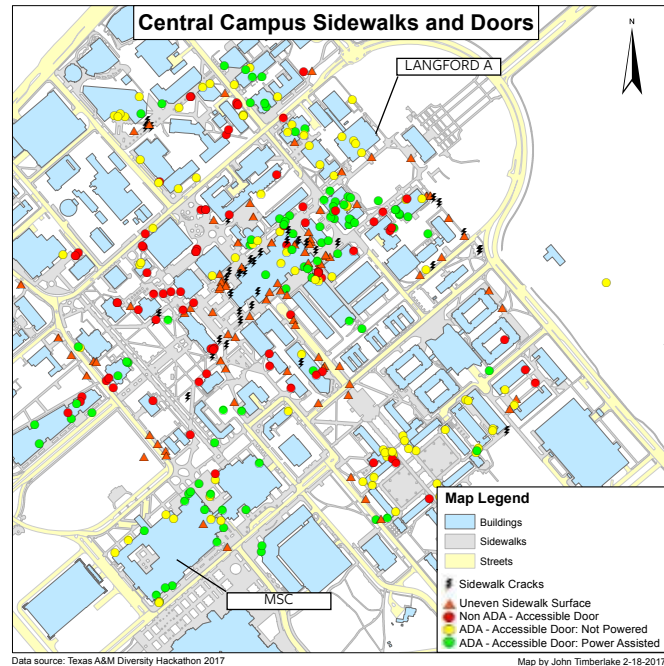 Central Campus Sidewalks and Doors
N
LANGFORD A
MSC
Map Legend
Buildings
Sidewalks
Streets
Sidewalk Cracks
Uneven Sidewalk Surface
Non ADA - Accessible Door
ADA - Accessible Door: Not Powered
ADA - Accessible Door: Power Assisted
Data source: Texas A&M Diversity Hackathon 2017
Map by John Timberlake 2-18-2017